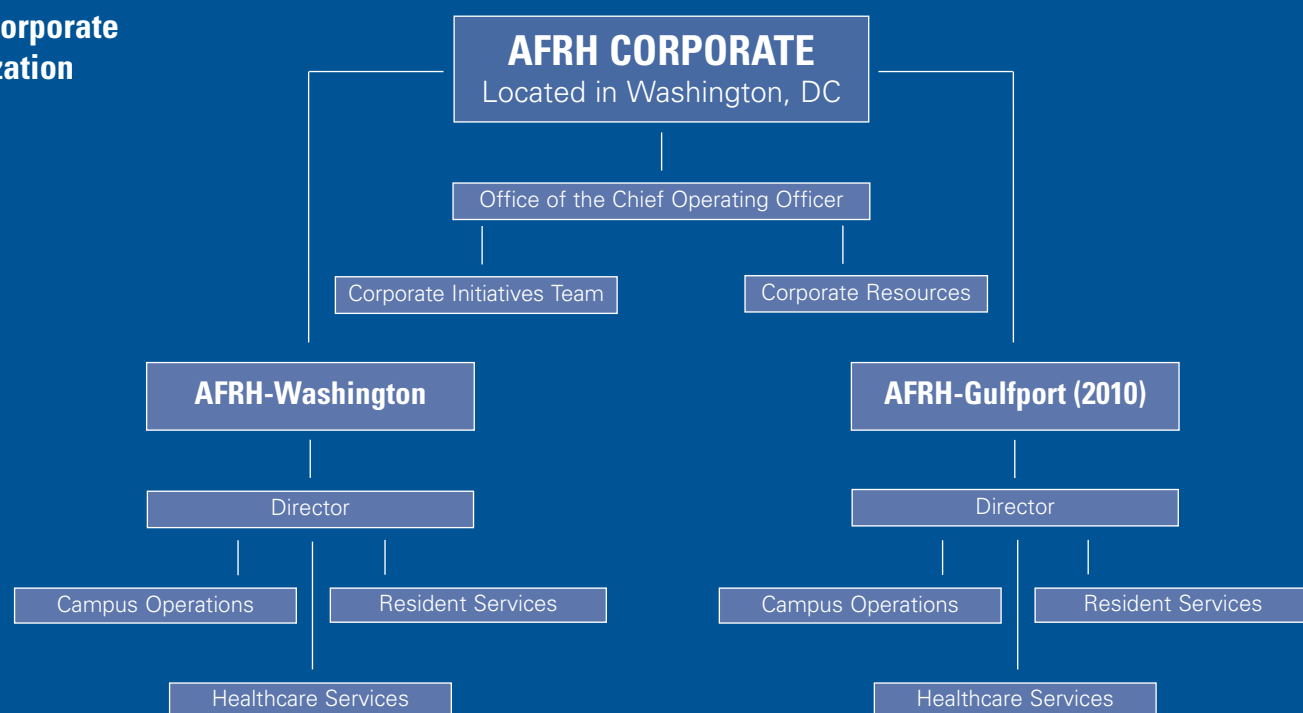 orporate
zation
AFRH CORPORATE
Located in Washington, DC
Office of the Chief Operating Officer
Corporate Initiatives Team
Corporate Resources
AFRH-Washington
AFRH-Gulfport (2010)
Director
Director
Campus Operations
Resident Services
Campus Operations
Resident Services
Healthcare Services
Healthcare Services